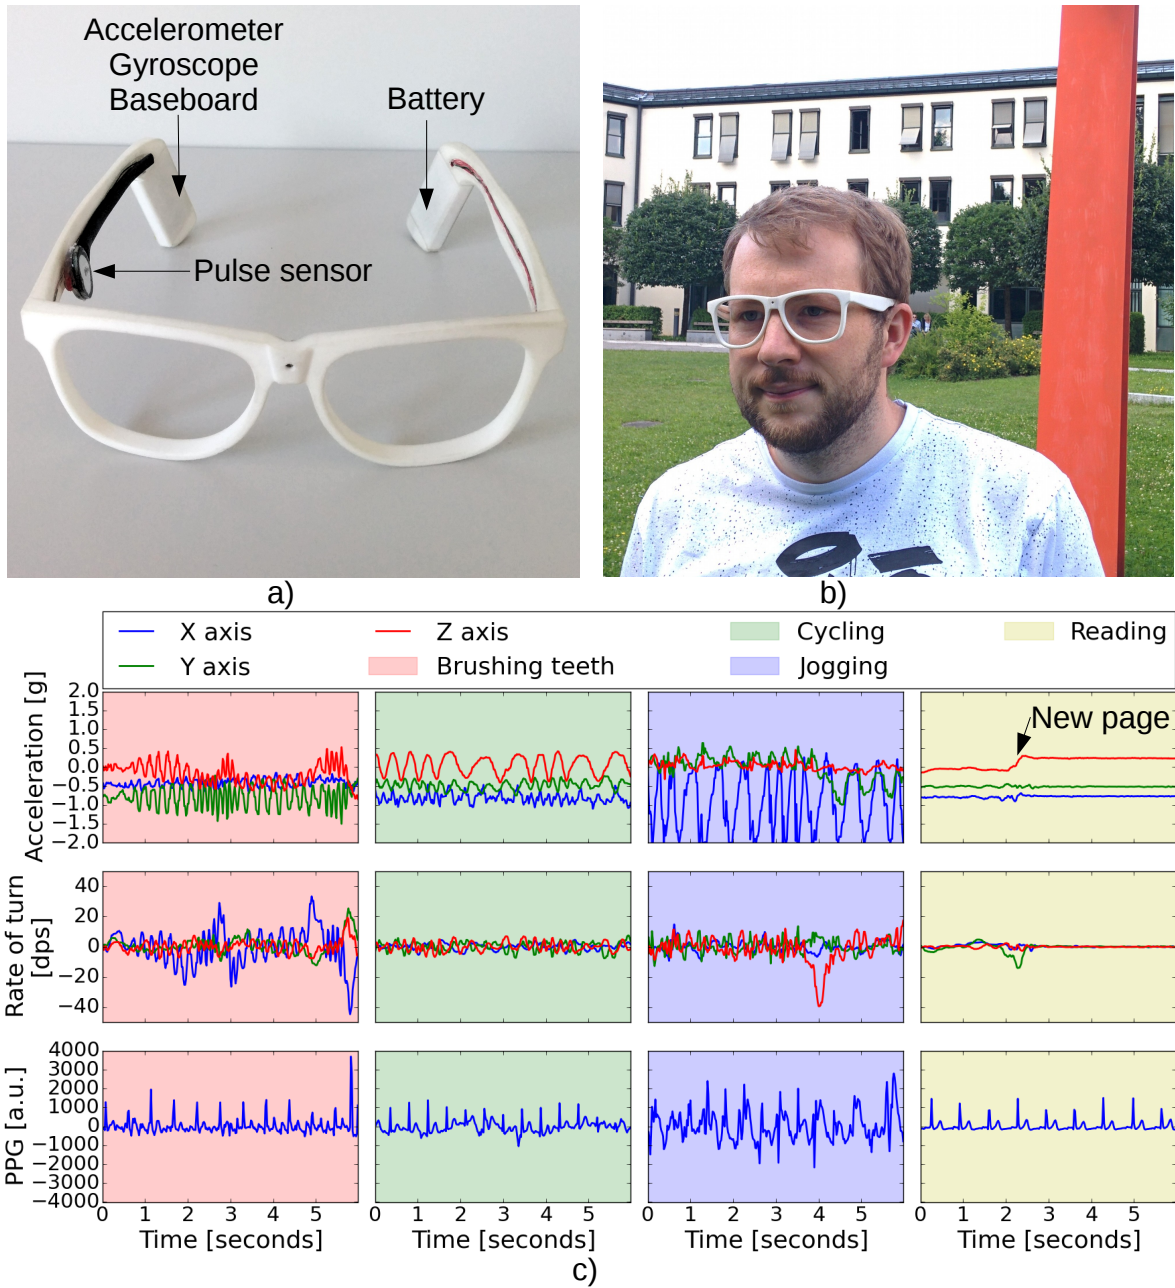 Accelerometer
Gyroscope
Baseboard
Battery
Pulse sensor
a)
b)
X axis
Z axis
Cycling
Reading
Y axis
Brushing teeth
Jogging
Acceleration [g]
2.0
1.5
1.0
0.5
0.0
−0.5
−1.0
−1.5
−2.0
New page
Rate of turn
[dps]
40
20
0
−20
−40
PPG [a.u.]
4000
3000
2000
1000
0
−1000
−2000
−3000
−4000
0 1 2 3 4 5
0 1 2 3 4 5
0 1 2 3 4 5
0 1 2 3 4 5
Time [seconds]
Time [seconds]
Time [seconds]
Time [seconds]
c)